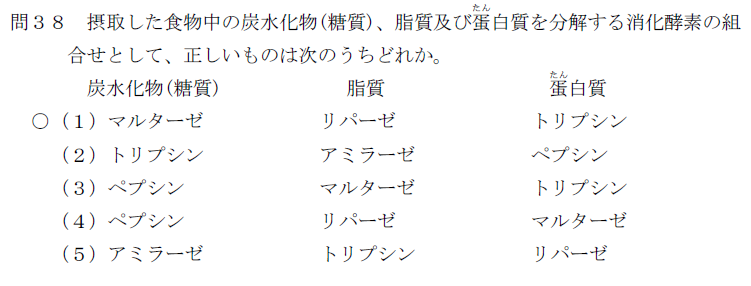 問38 摂取した食物中の炭水化物(糖質)、脂質及び蛋白質を分解する消化酵素の組
たん
合せとして、正しいものは次のうちどれか。
炭水化物(糖質) 脂質 蛋白質
たん
○(1)マルターゼ リパーゼ トリプシン
(2)トリプシン アミラーゼ ペプシン
(3)ペプシン マルターゼ トリプシン
(4)ペプシン リパーゼ マルターゼ
(5)アミラーゼ トリプシン リパーゼ